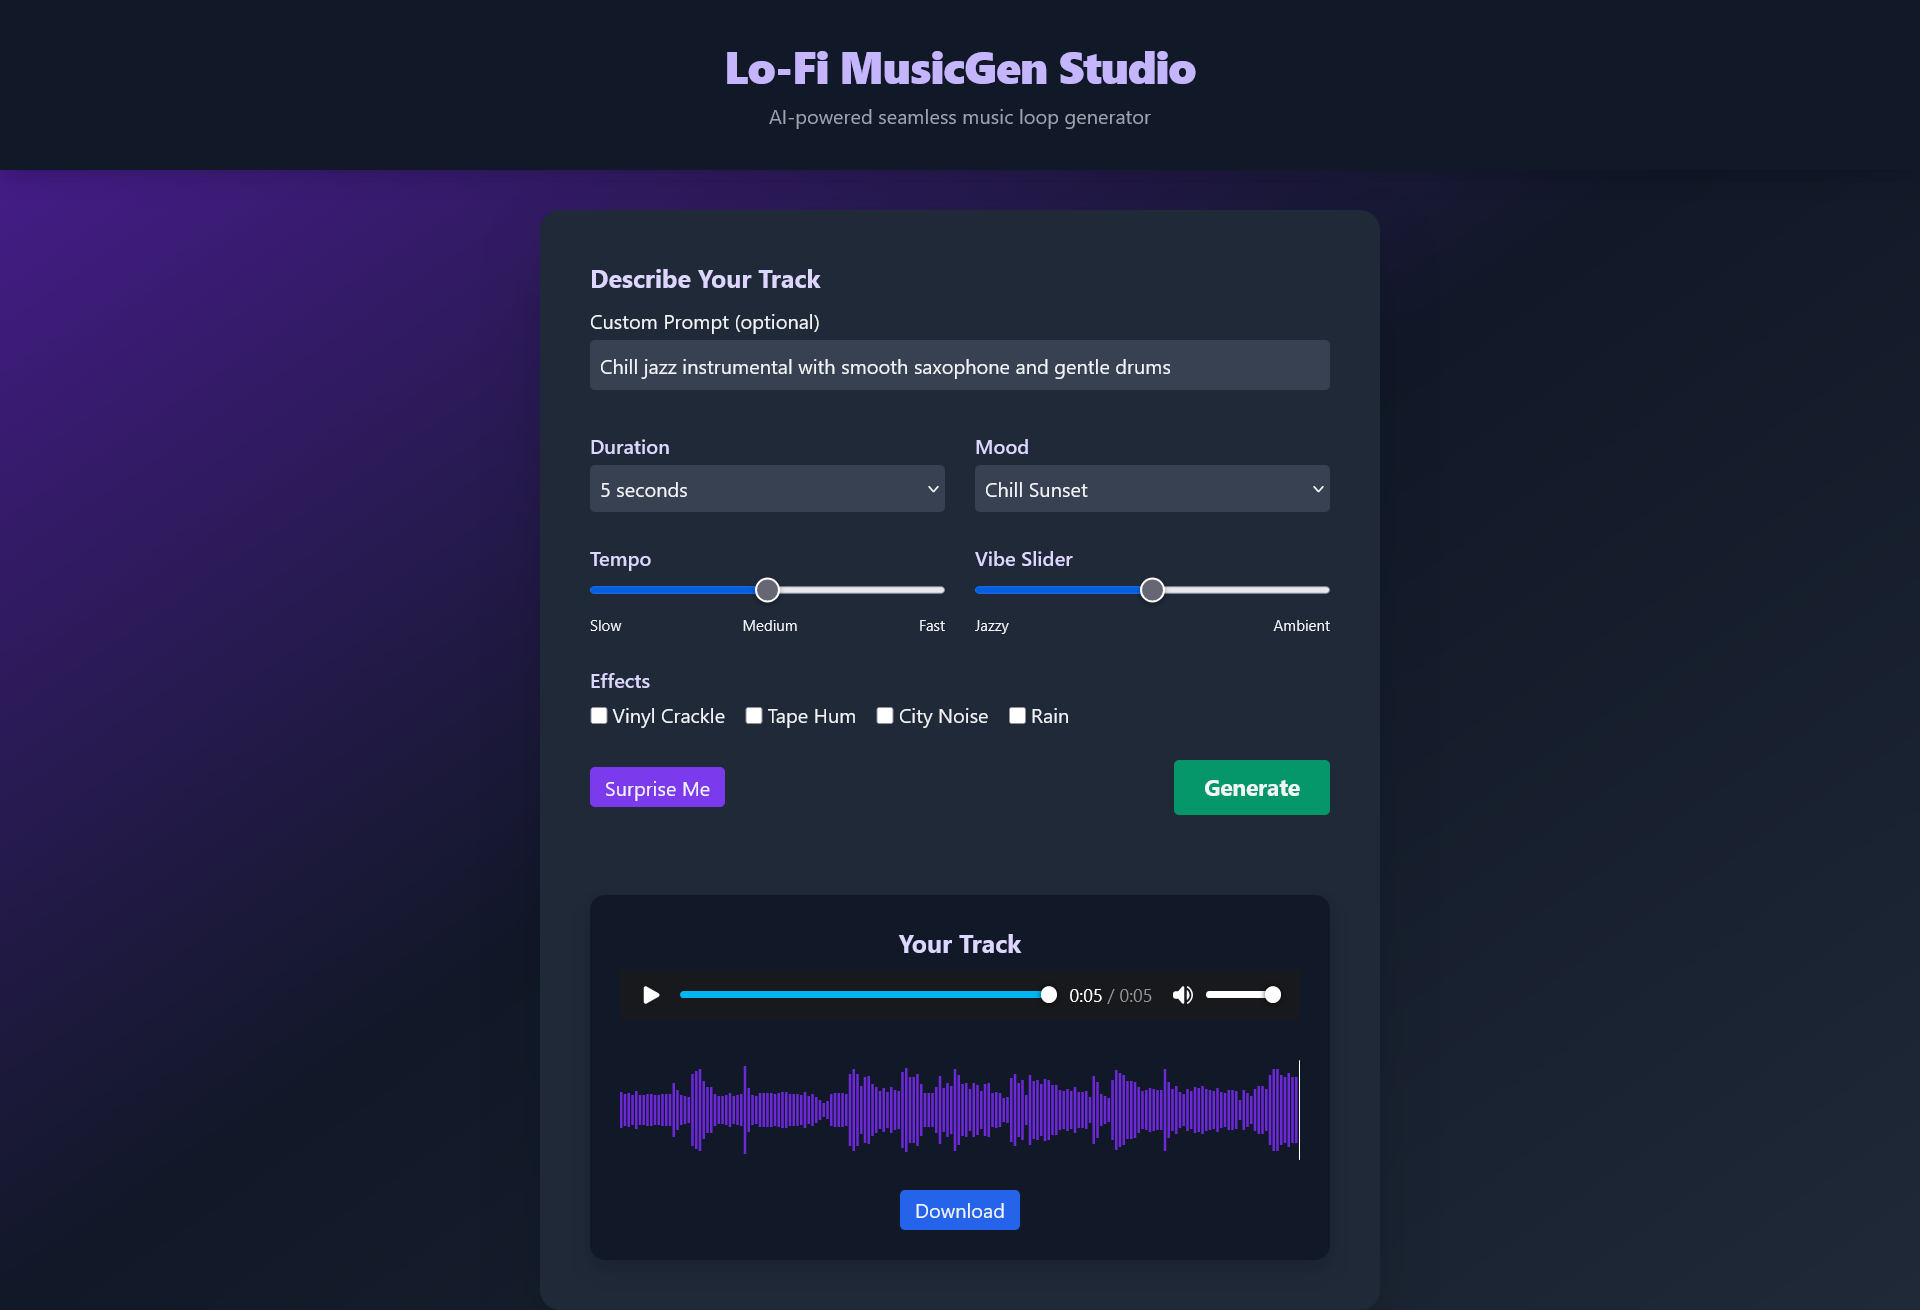 Lo-Fi MusicGen Studio
AI-powered seamless music loop generator
Describe Your Track
Custom Prompt (optional)
Chill jazz instrumental with smooth saxophone and gentle drums
Duration
Mood
5 seconds
Chill Sunset
Tempo
Vibe Slider
Slow Medium Fast
Jazzy Ambient
Effects
Vinyl Crackle Tape Hum City Noise Rain
Surprise Me
Generate
Your Track
0:05 / 0:05
Download